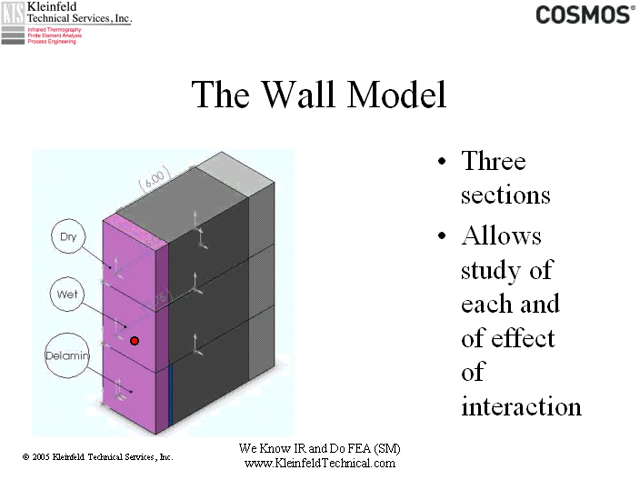 KTS
Kleinfeld
Technical Services, Inc.
Infrared Thermography
Finite Element Analysis
Process Engineering
COSMOS®
The Wall Model
(6.00)
Dry
Wet
Delamin
• Three
sections
• Allows
study of
each and
of effect
of
interaction
© 2005 Kleinfeld Technical Services, Inc.
We Know IR and Do FEA (SM)
www.KleinfeldTechnical.com